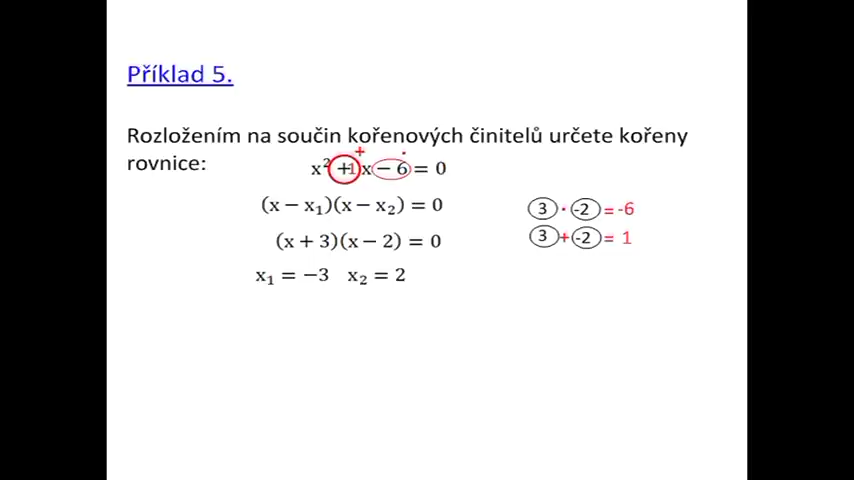 Příklad 5.
Rozložením na součin kořenových činitelů určete kořeny
rovnice:
+ ·
x² +1x − 6 = 0
(x − x₁)(x − x₂) = 0
3 · -2 = -6
(x + 3)(x − 2) = 0
3 + -2 = 1
x₁ = −3 x₂ = 2